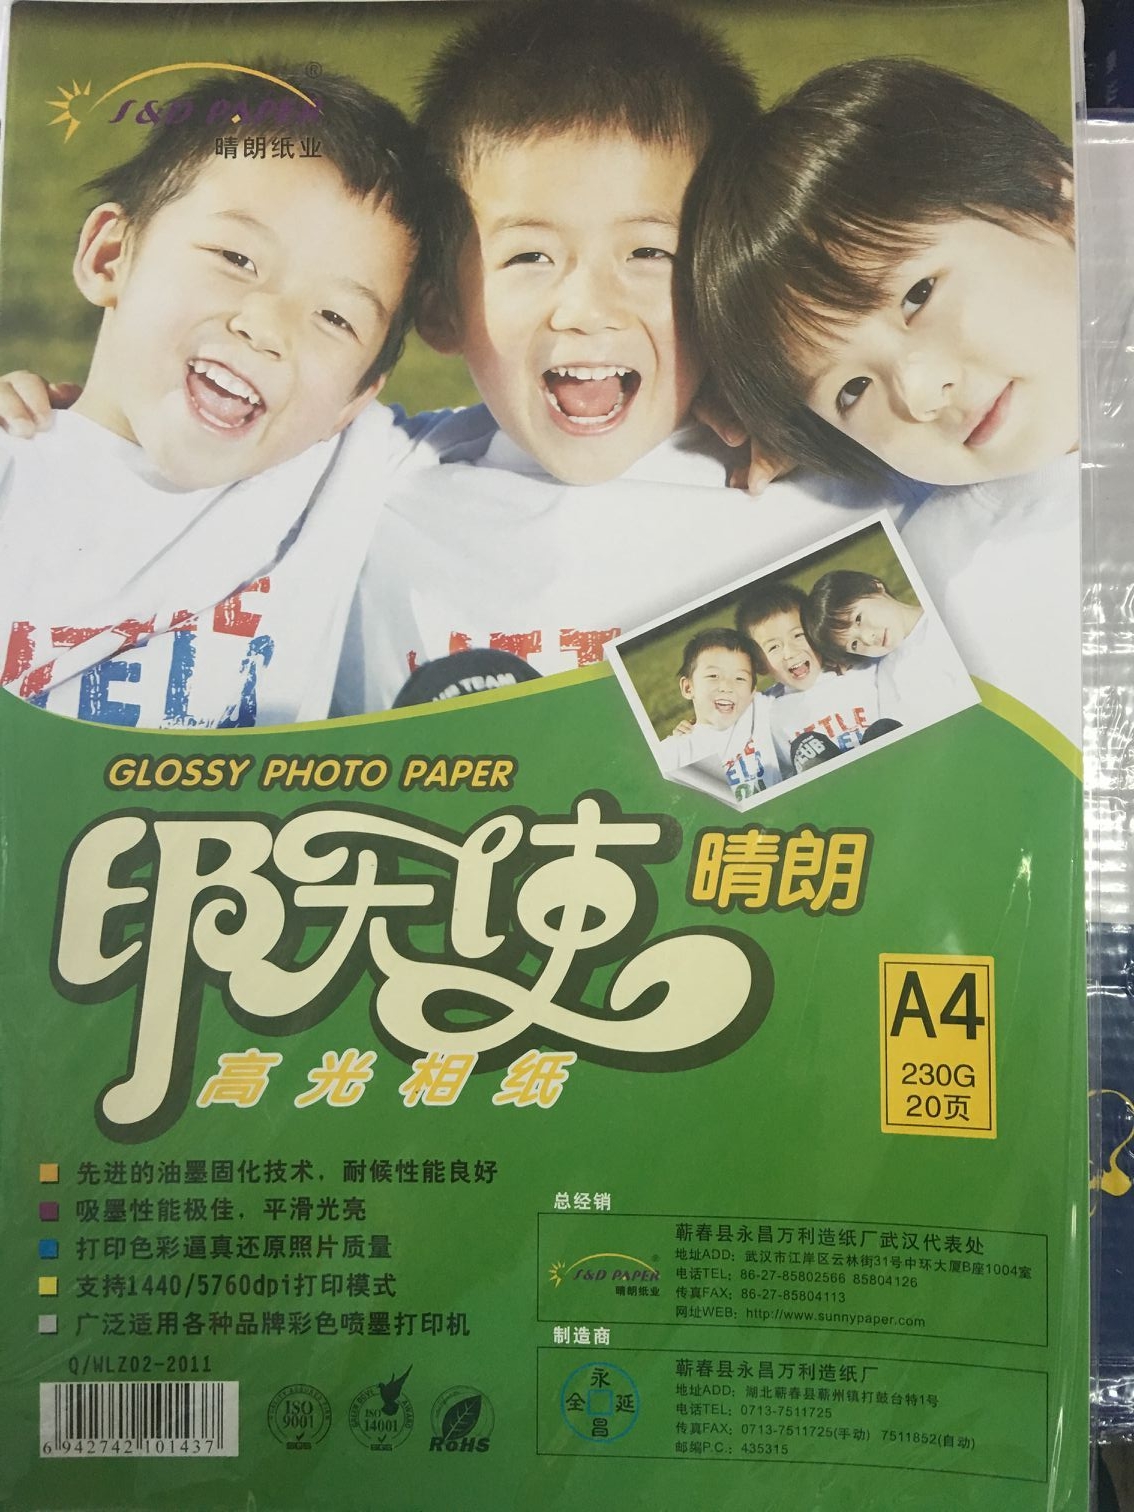 S&D PAPER®
晴朗纸业
GLOSSY PHOTO PAPER
印天使
晴朗
高光相纸
A4
230G
20页
先进的油墨固化技术，耐候性能良好
吸墨性能极佳，平滑光亮
打印色彩逼真还原照片质量
支持1440/5760dpi打印模式
广泛适用各种品牌彩色喷墨打印机
Q/WLZ02-2011
6 942742 101437
ISO
9001
ISO
14001
RoHS
总经销
S&D PAPER®
晴朗纸业
蕲春县永昌万利造纸厂武汉代表处
地址ADD：武汉市江岸区云林街31号中环大厦B座1004室
电话TEL：86-27-85802566 85804126
传真FAX：86-27-85804113
网址WEB：http://www.sunnypaper.com
制造商
永
全 延
昌
蕲春县永昌万利造纸厂
地址ADD：湖北蕲春县蕲州镇打鼓台特1号
电话TEL：0713-7511725
传真FAX：0713-7511725(手动) 7511852(自动)
邮编P.C.：435315